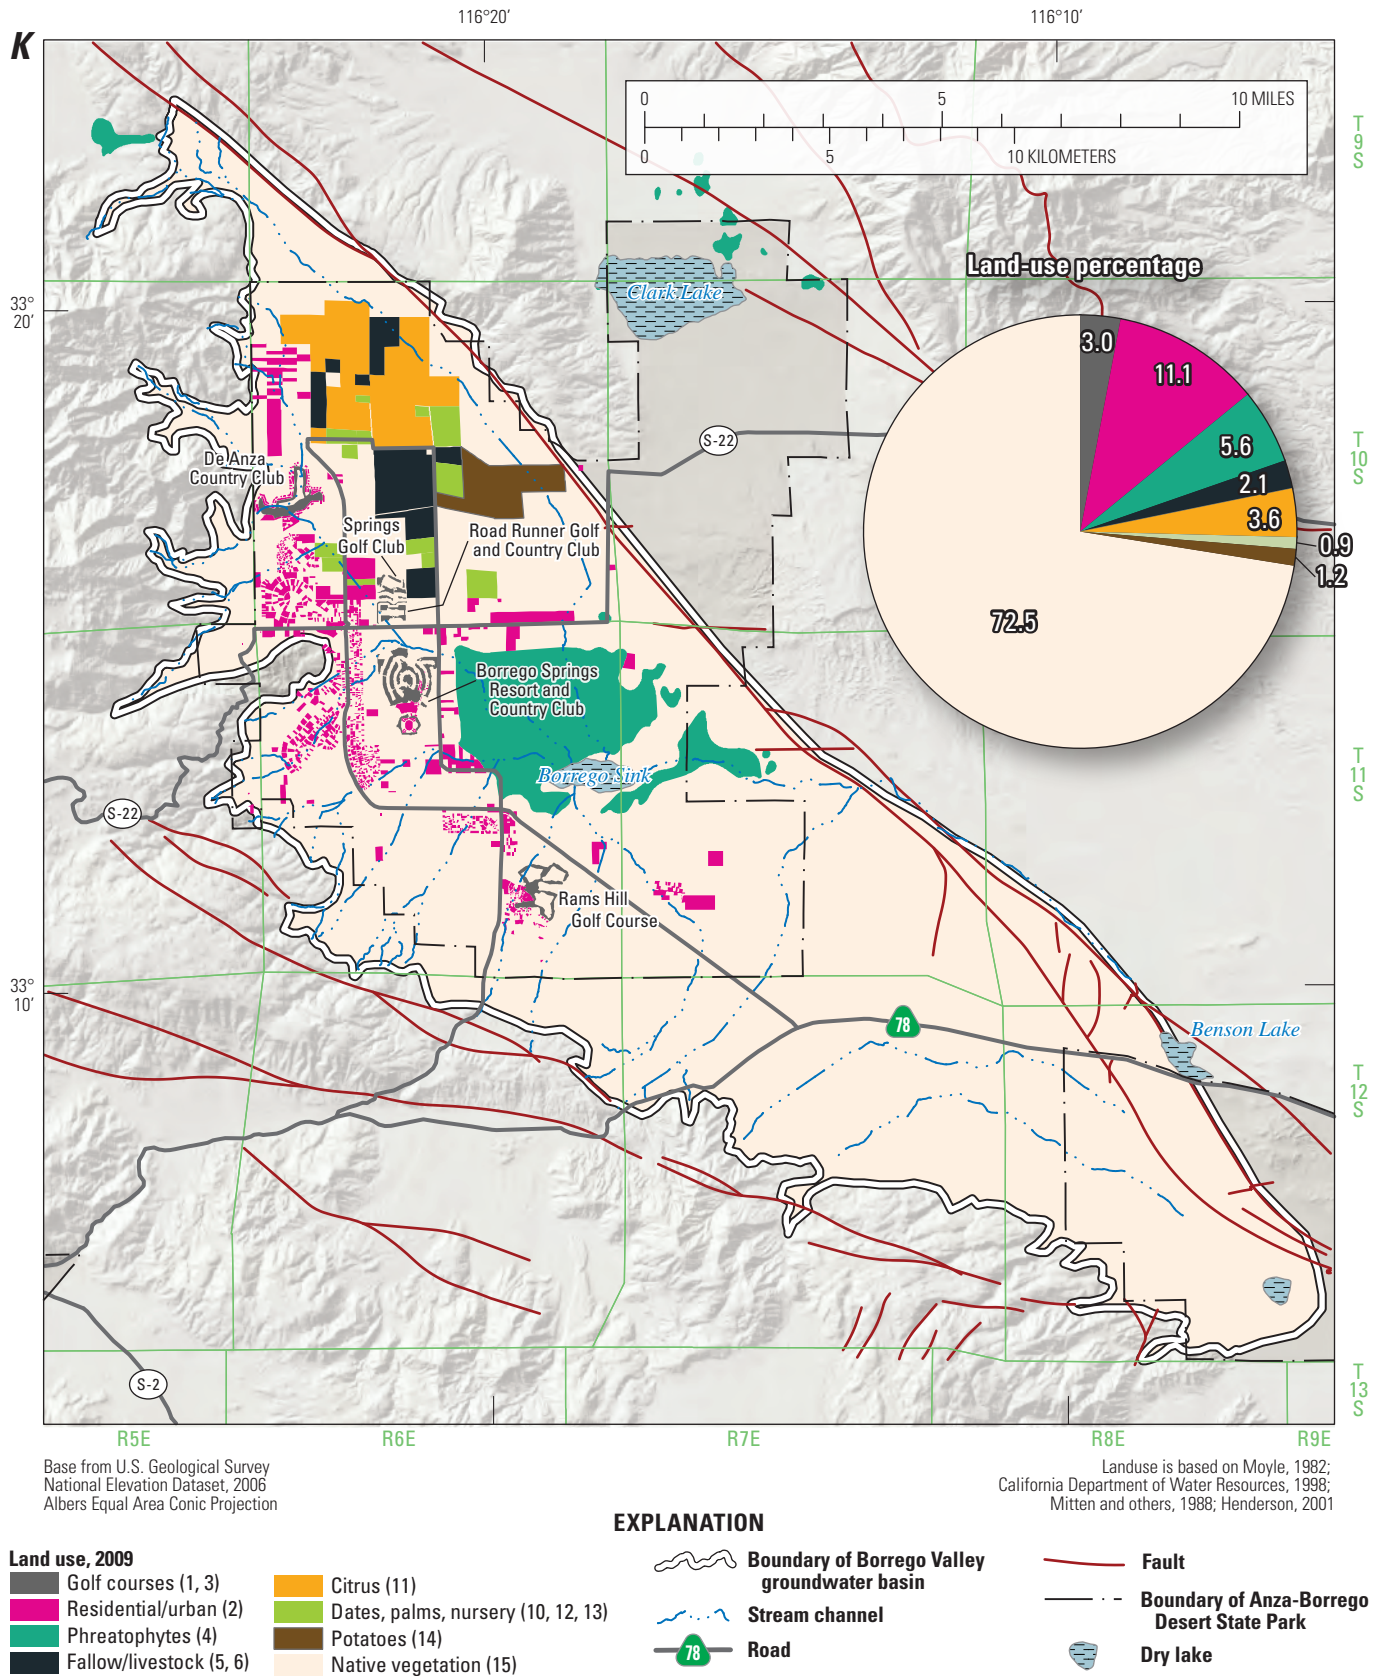 K
116°20′
116°10′
0 5 10 MILES
0 5 10 KILOMETERS
T
9
S
Land-use percentage
Clark Lake
33°
20′
3.0
11.1
5.6
2.1
3.6
0.9
1.2
72.5
S-22
T
10
S
De Anza
Country Club
Springs
Golf Club
Road Runner Golf
and Country Club
Borrego Springs
Resort and
Country Club
Borrego Sink
T
11
S
S-22
Rams Hill
Golf Course
33°
10′
78
Benson Lake
T
12
S
S-2
T
13
S
R5E R6E R7E R8E R9E
Base from U.S. Geological Survey
National Elevation Dataset, 2006
Albers Equal Area Conic Projection
Landuse is based on Moyle, 1982;
California Department of Water Resources, 1998;
Mitten and others, 1988; Henderson, 2001
EXPLANATION
Land use, 2009
Golf courses (1, 3)
Residential/urban (2)
Phreatophytes (4)
Fallow/livestock (5, 6)
Citrus (11)
Dates, palms, nursery (10, 12, 13)
Potatoes (14)
Native vegetation (15)
Boundary of Borrego Valley
groundwater basin
Stream channel
78 Road
Fault
Boundary of Anza-Borrego
Desert State Park
Dry lake